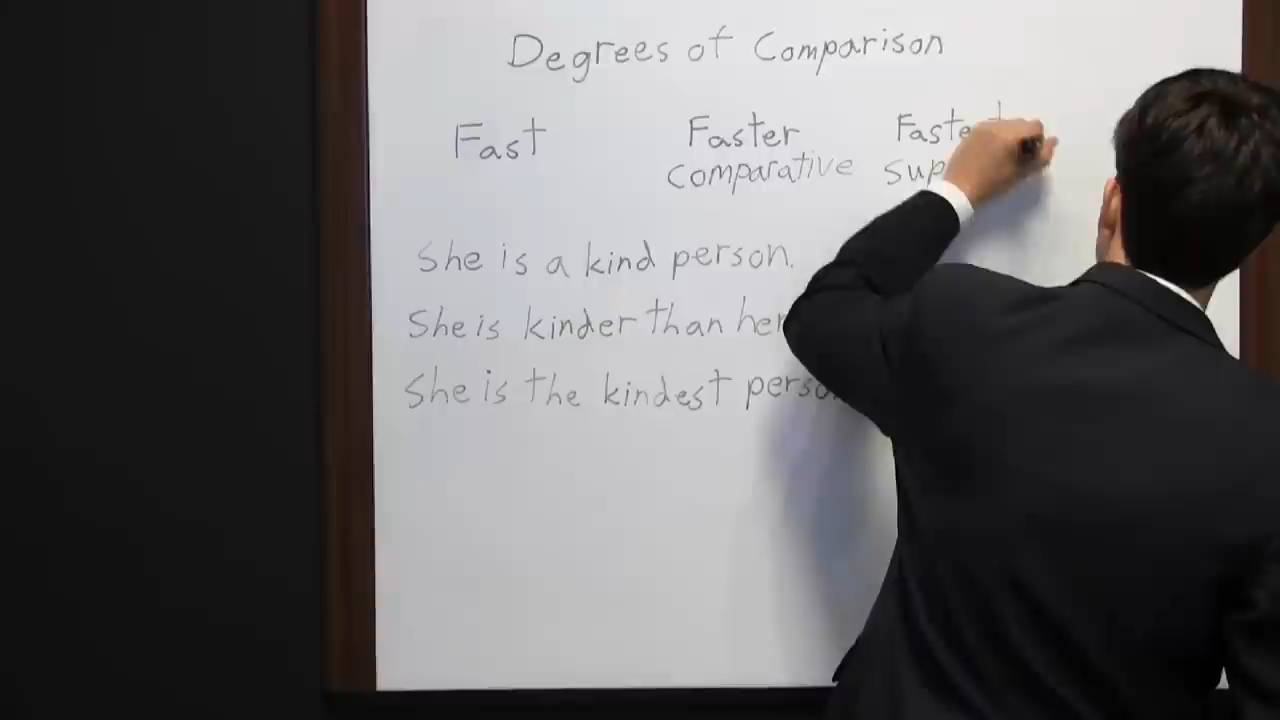 Degrees of Comparison
Fast Faster
comparative
She is a kind person.
She is kinder than her
She is the kindest